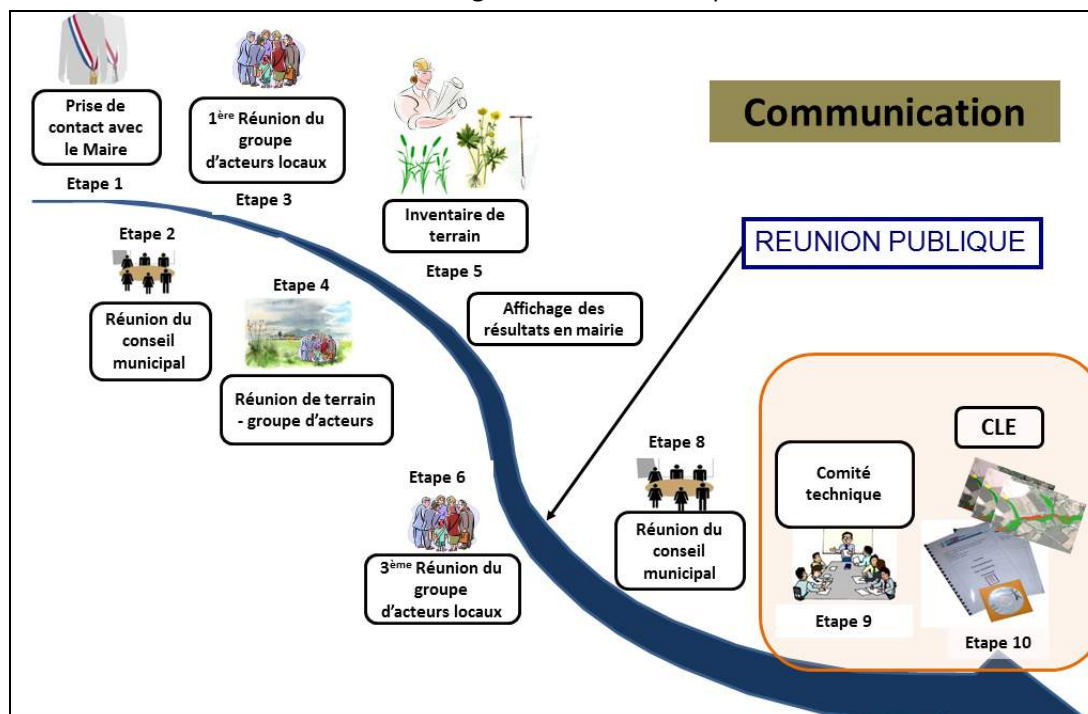 Prise de
contact avec
le Maire
Etape 1
Etape 2
Réunion du
conseil
municipal
1ère Réunion du
groupe
d'acteurs locaux
Etape 3
Etape 4
Réunion de terrain
- groupe d'acteurs
Inventaire de
terrain
Etape 5
Affichage des
résultats en mairie
Etape 6
3ème Réunion du
groupe
d'acteurs locaux
Communication
REUNION PUBLIQUE
Etape 8
Réunion du
conseil
municipal
Comité
technique
Etape 9
CLE
Etape 10